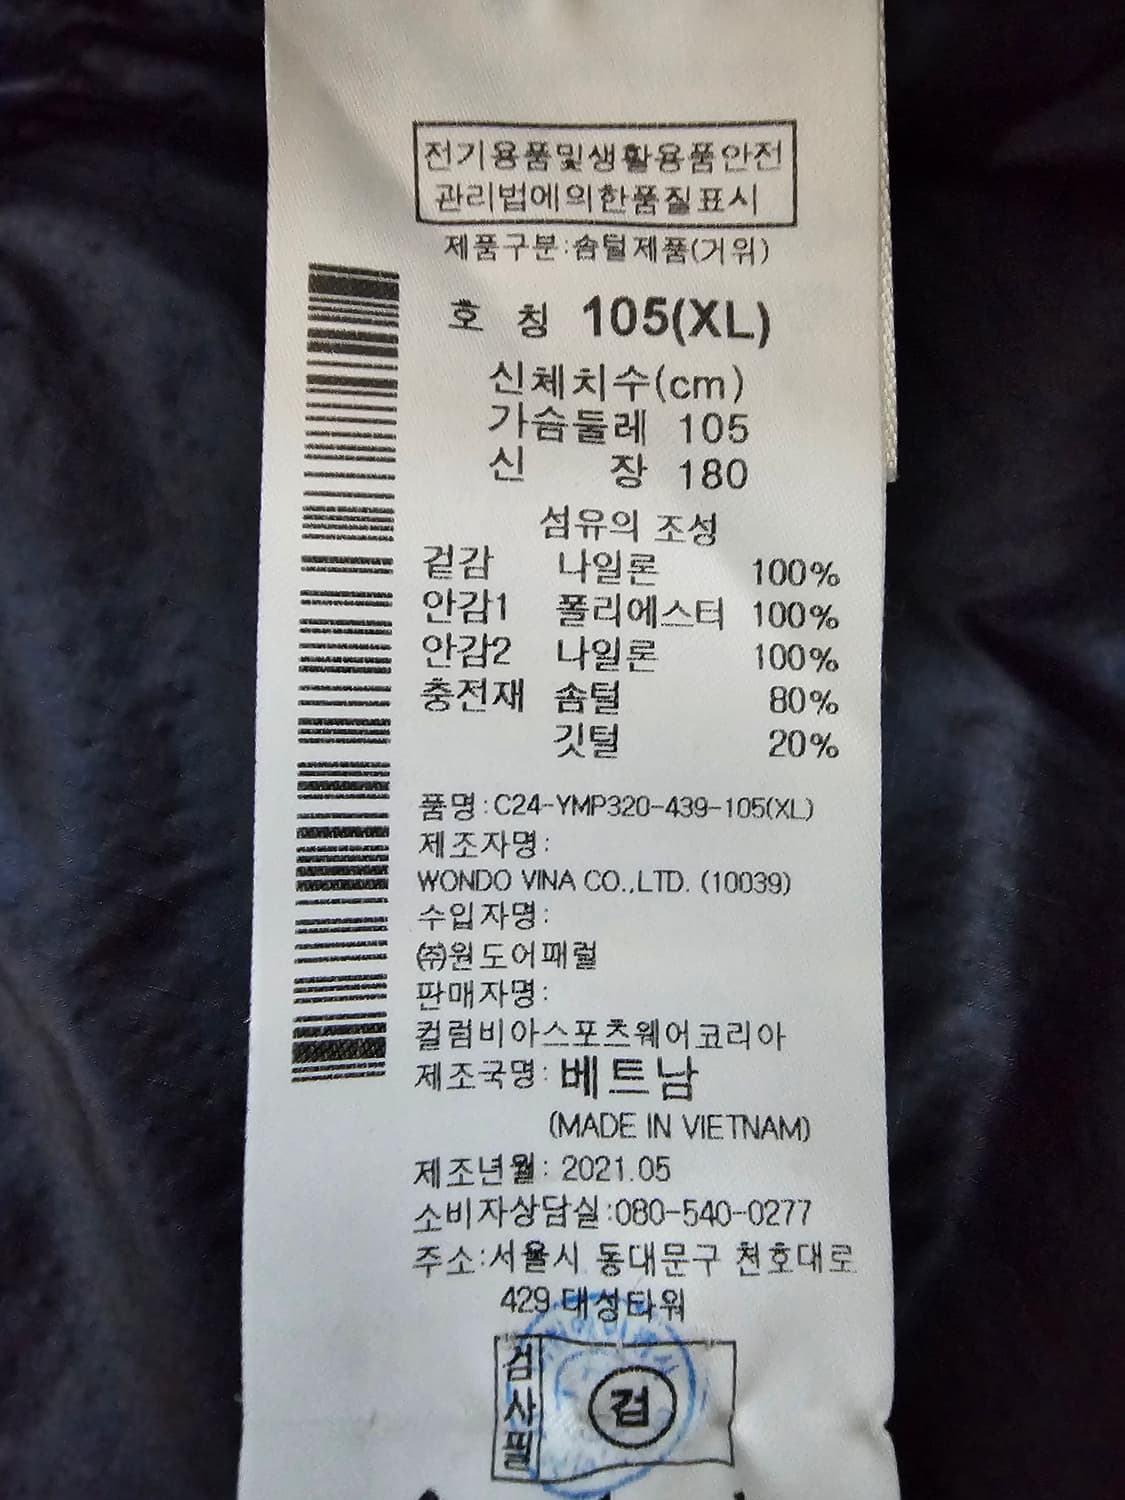 전기용품및생활용품안전
관리법에의한품질표시
제품구분:솜털제품(거위)
호 칭 105(XL)
신체치수(cm)
가슴둘레 105
신 장 180
섬유의 조성
겉감 나일론 100%
안감1 폴리에스터 100%
안감2 나일론 100%
충전재 솜털 80%
깃털 20%
품명:C24-YMP320-439-105(XL)
제조자명:
WONDO VINA CO.,LTD. (10039)
수입자명:
㈜원도어패럴
판매자명:
컬럼비아스포츠웨어코리아
제조국명:베트남
(MADE IN VIETNAM)
제조년월: 2021.05
소비자상담실:080-540-0277
주소:서울시 동대문구 천호대로
429 대성타워
검사필
검